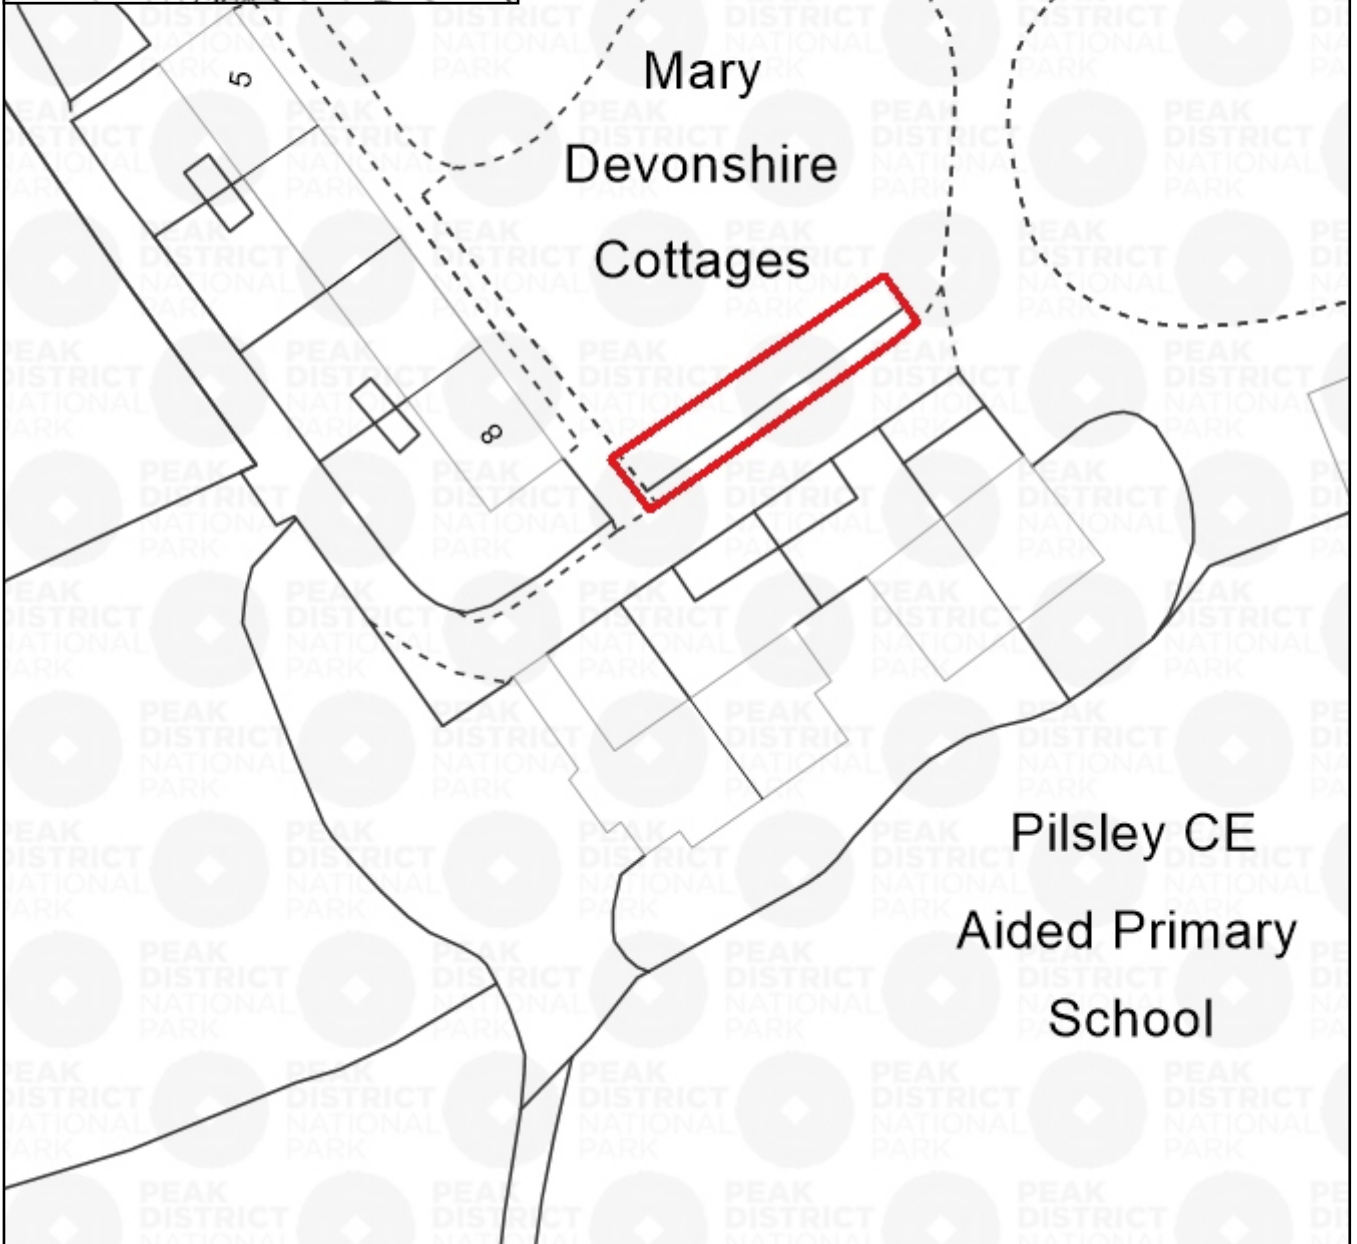 5
Mary
Devonshire
Cottages
8
Pilsley CE
Aided Primary
School
PEAK
DISTRICT
NATIONAL
PARK